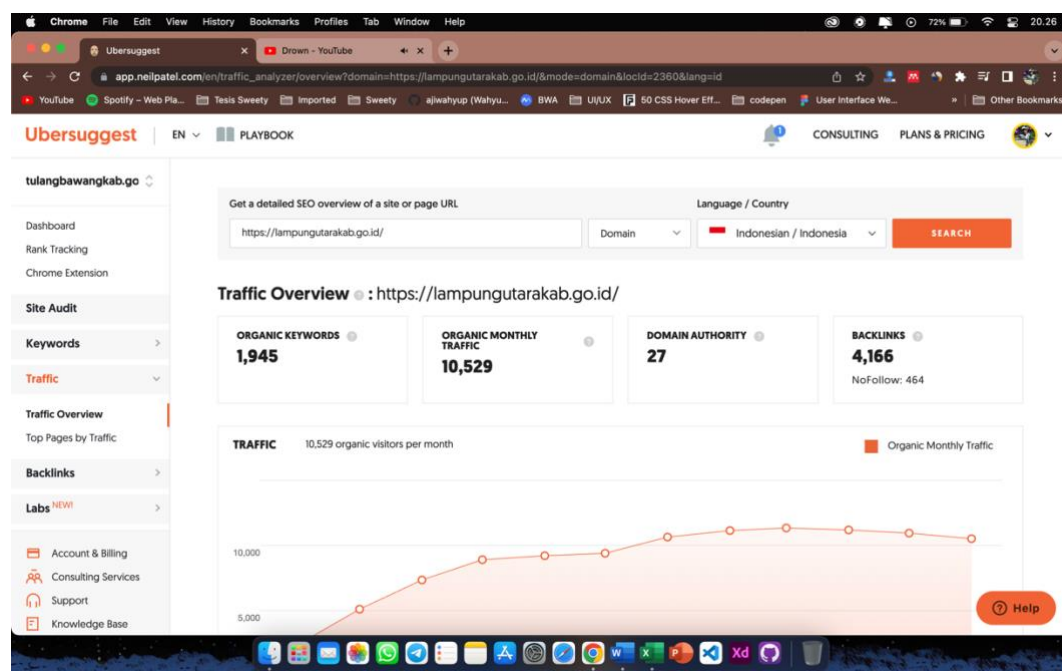 Chrome File Edit View History Bookmarks Profiles Tab Window Help 72% 20.26
Ubersuggest Drown - YouTube
app.neilpatel.com/en/traffic_analyzer/overview?domain=https://lampungutarakab.go.id/&mode=domain&locId=2360&lang=id
YouTube Spotify – Web Pla... Tesis Sweety Imported Sweety ajiwahyup (Wahyu... BWA UI/UX 50 CSS Hover Eff... codepen User Interface We... » Other Bookmarks
Ubersuggest EN PLAYBOOK 1 CONSULTING PLANS & PRICING
tulangbawangkab.go
Get a detailed SEO overview of a site or page URL Language / Country
https://lampungutarakab.go.id/ Domain Indonesian / Indonesia SEARCH
Dashboard
Rank Tracking
Chrome Extension
Site Audit
Keywords
Traffic
Traffic Overview
Top Pages by Traffic
Backlinks
Labs NEW!
Account & Billing
Consulting Services
Support
Knowledge Base
Traffic Overview : https://lampungutarakab.go.id/
ORGANIC KEYWORDS
1,945
ORGANIC MONTHLY TRAFFIC
10,529
DOMAIN AUTHORITY
27
BACKLINKS
4,166
NoFollow: 464
TRAFFIC 10,529 organic visitors per month Organic Monthly Traffic
10,000
5,000
Help
W X P Xd